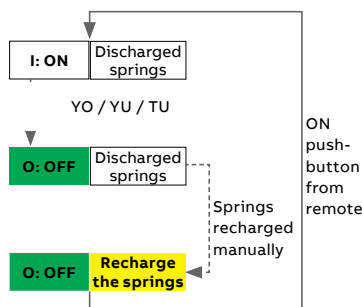 I: ON
Discharged
springs
YO / YU / TU
O: OFF
Discharged
springs
Springs
recharged
manually
ON
push-
button
from
remote
O: OFF
Recharge
the springs